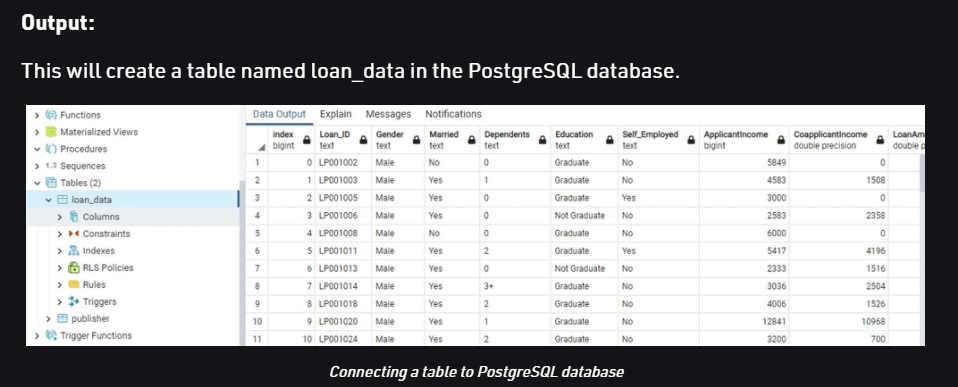 Output:
This will create a table named loan_data in the PostgreSQL database.
Functions
Materialized Views
Procedures
1..3 Sequences
Tables (2)
loan_data
Columns
Constraints
Indexes
RLS Policies
Rules
Triggers
publisher
Trigger Functions
Data Output Explain Messages Notifications
index Loan_ID Gender Married Dependents Education Self_Employed ApplicantIncome CoapplicantIncome LoanAm
bigint text text text text text text bigint double precision double p
1 0 LP001002 Male No 0 Graduate No 5849 0
2 1 LP001003 Male Yes 1 Graduate No 4583 1508
3 2 LP001005 Male Yes 0 Graduate Yes 3000 0
4 3 LP001006 Male Yes 0 Not Graduate No 2583 2358
5 4 LP001008 Male No 0 Graduate No 6000 0
6 5 LP001011 Male Yes 2 Graduate Yes 5417 4196
7 6 LP001013 Male Yes 0 Not Graduate No 2333 1516
8 7 LP001014 Male Yes 3+ Graduate No 3036 2504
9 8 LP001018 Male Yes 2 Graduate No 4006 1526
10 9 LP001020 Male Yes 1 Graduate No 12841 10968
11 10 LP001024 Male Yes 2 Graduate No 3200 700
Connecting a table to PostgreSQL database